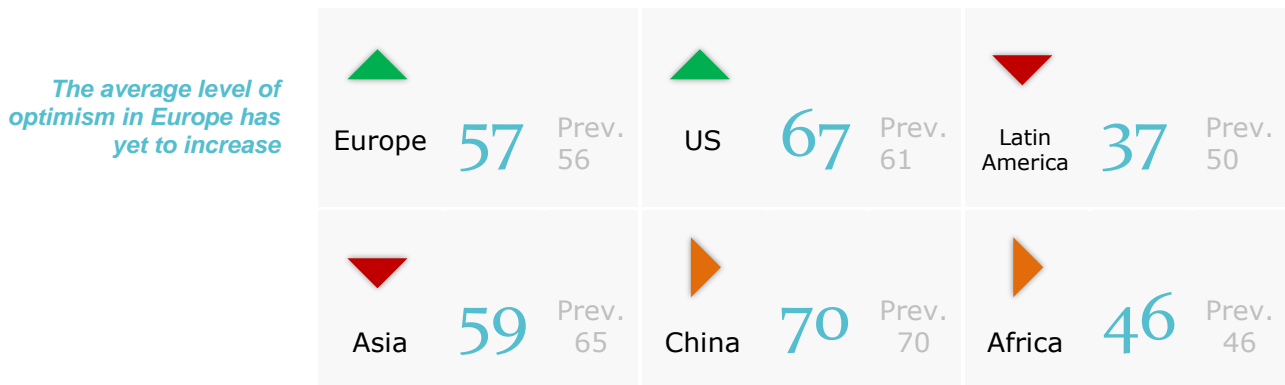 The average level of
optimism in Europe has
yet to increase
Europe 57 Prev.
56
US 67 Prev.
61
Latin
America 37 Prev.
50
Asia 59 Prev.
65
China 70 Prev.
70
Africa 46 Prev.
46